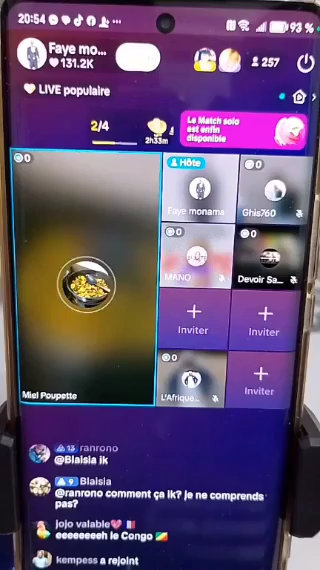 20:54
93 %
Faye mo...
131.2K
257
LIVE populaire
2/4
2h33m
Le Match solo
est enfin
disponible
0
Miel Poupette
Hôte
Faye monama
0
Ghis760
0
MANO
0
Devoir Sa...
+
Inviter
+
Inviter
0
L'Afrique...
+
Inviter
13 ranrono
@Blaisia ik
9 Blaisia
@ranrono comment ça ik? je ne comprends
pas?
jojo valable
eeeeeeeh le Congo
kempess a rejoint